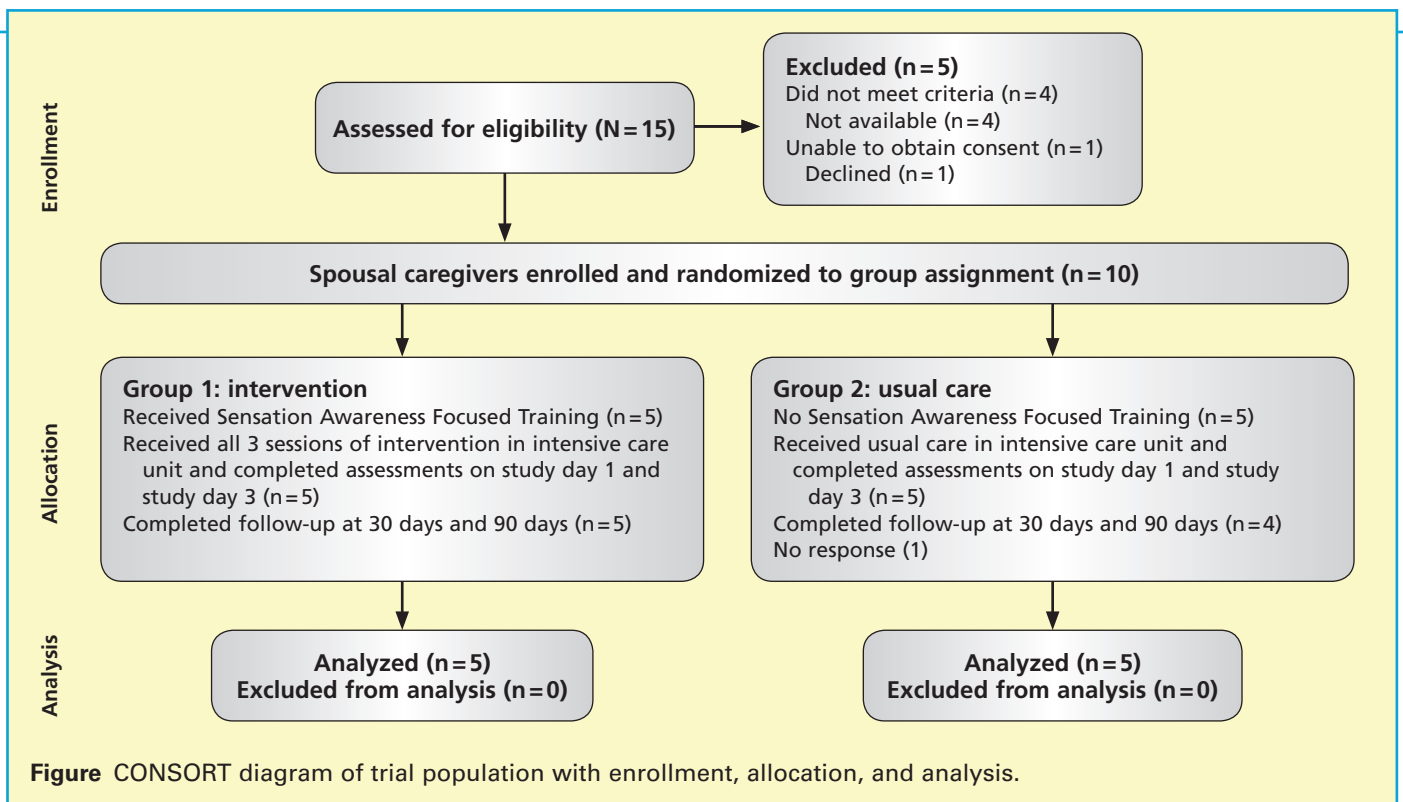 Enrollment
Assessed for eligibility (N = 15)
Excluded (n = 5)
Did not meet criteria (n = 4)
Not available (n = 4)
Unable to obtain consent (n = 1)
Declined (n = 1)
Spousal caregivers enrolled and randomized to group assignment (n = 10)
Allocation
Group 1: intervention
Received Sensation Awareness Focused Training (n = 5)
Received all 3 sessions of intervention in intensive care
unit and completed assessments on study day 1 and
study day 3 (n = 5)
Completed follow-up at 30 days and 90 days (n = 5)
Group 2: usual care
No Sensation Awareness Focused Training (n = 5)
Received usual care in intensive care unit and
completed assessments on study day 1 and study
day 3 (n = 5)
Completed follow-up at 30 days and 90 days (n = 4)
No response (1)
Analysis
Analyzed (n = 5)
Excluded from analysis (n = 0)
Analyzed (n = 5)
Excluded from analysis (n = 0)
Figure CONSORT diagram of trial population with enrollment, allocation, and analysis.